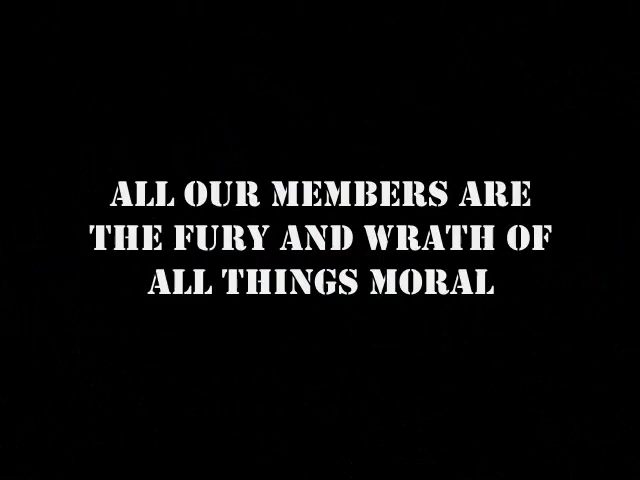 ALL OUR MEMBERS ARE
THE FURY AND WRATH OF
ALL THINGS MORAL